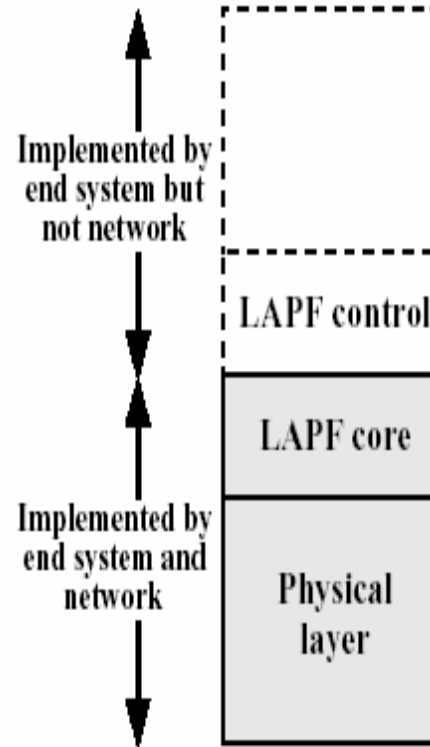 Implemented by
end system but
not network
LAPF control
LAPF core
Implemented by
end system and
network
Physical
layer